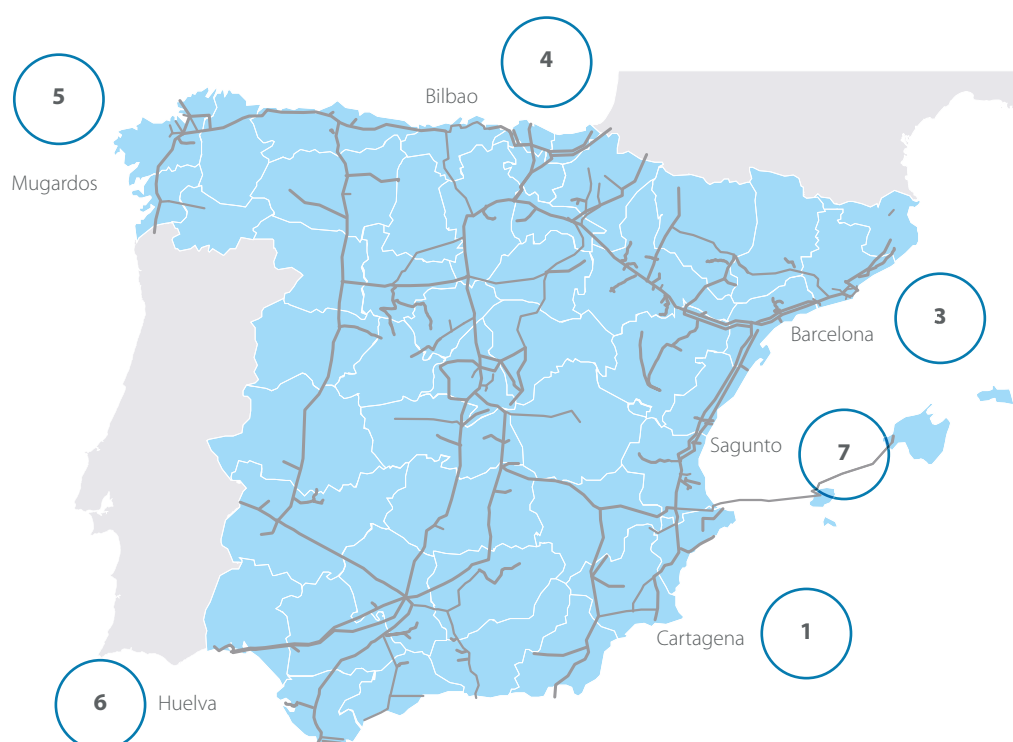 4
5
Bilbao
Mugardos
3
Barcelona
Sagunto
7
Cartagena
1
6
Huelva